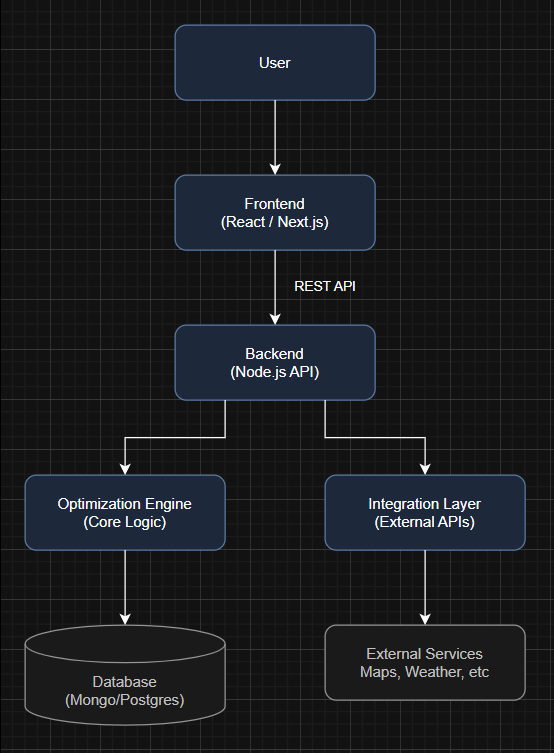 User
Frontend
(React / Next.js)
REST API
Backend
(Node.js API)
Optimization Engine
(Core Logic)
Integration Layer
(External APIs)
Database
(Mongo/Postgres)
External Services
Maps, Weather, etc